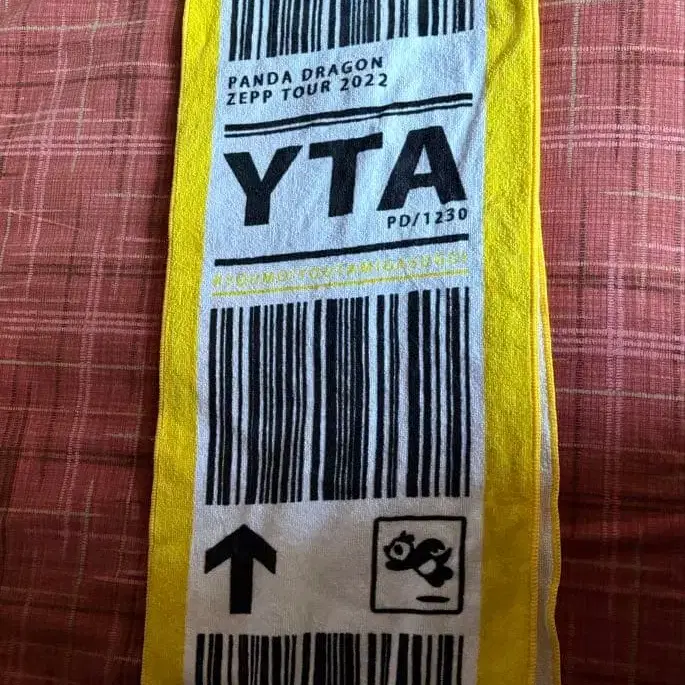 PANDA DRAGON
ZEPP TOUR 2022
YTA
PD/1230